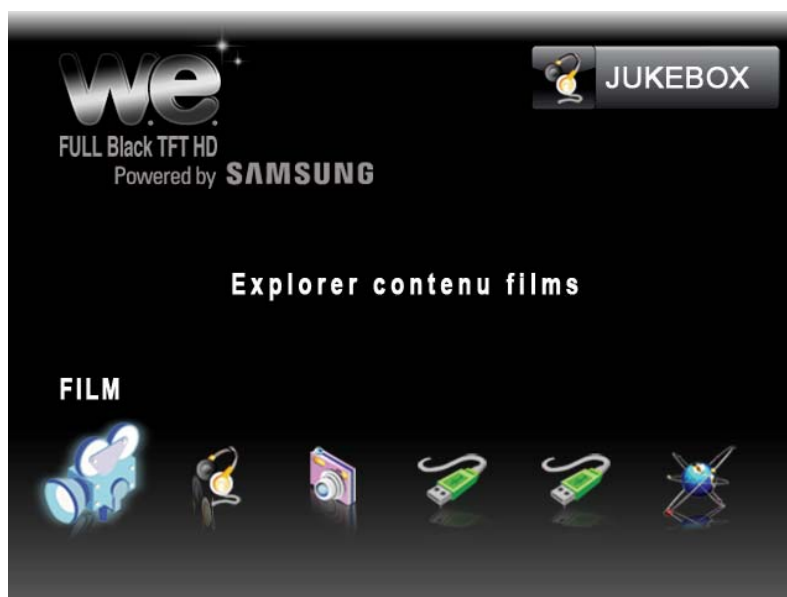 W.E.
JUKEBOX
FULL Black TFT HD
Powered by SAMSUNG
Explorer contenu films
FILM